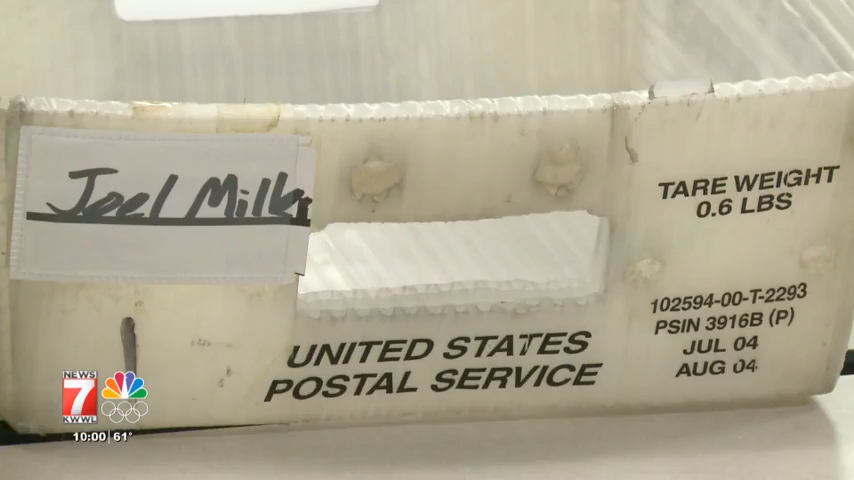 Joel Mills
TARE WEIGHT
0.6 LBS
102594-00-T-2293
PSIN 3916B (P)
JUL 04
AUG 04
UNITED STATES
POSTAL SERVICE
NEWS
7
KWWL
10:00 61°